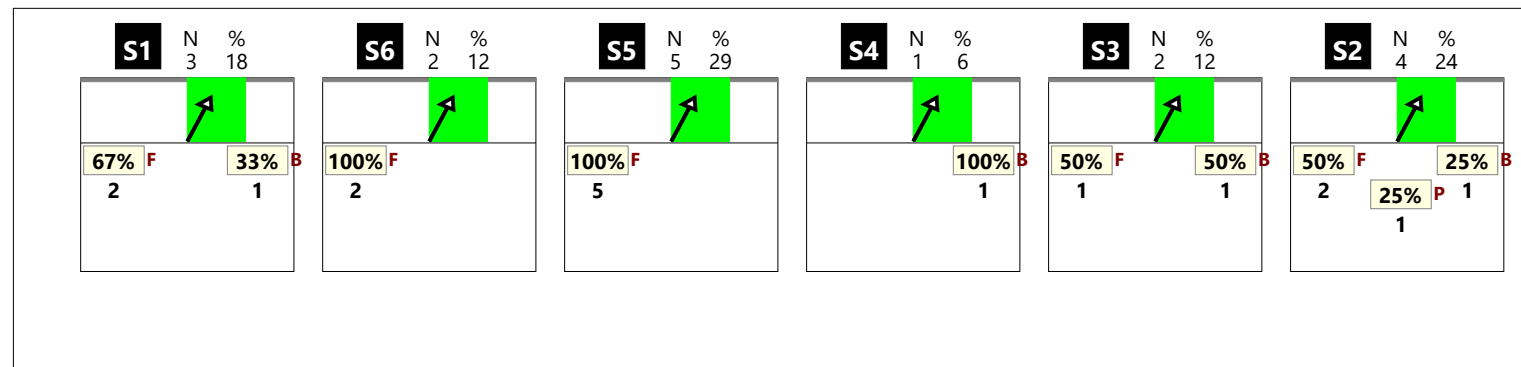 S1 N % S6 N % S5 N % S4 N % S3 N % S2 N %
3 18 2 12 5 29 1 6 2 12 4 24
67% F 33% B 100% F 100% F 100% B 50% F 50% B 50% F 25% B
2 1 2 5 1 1 1 2 25% P 1
1